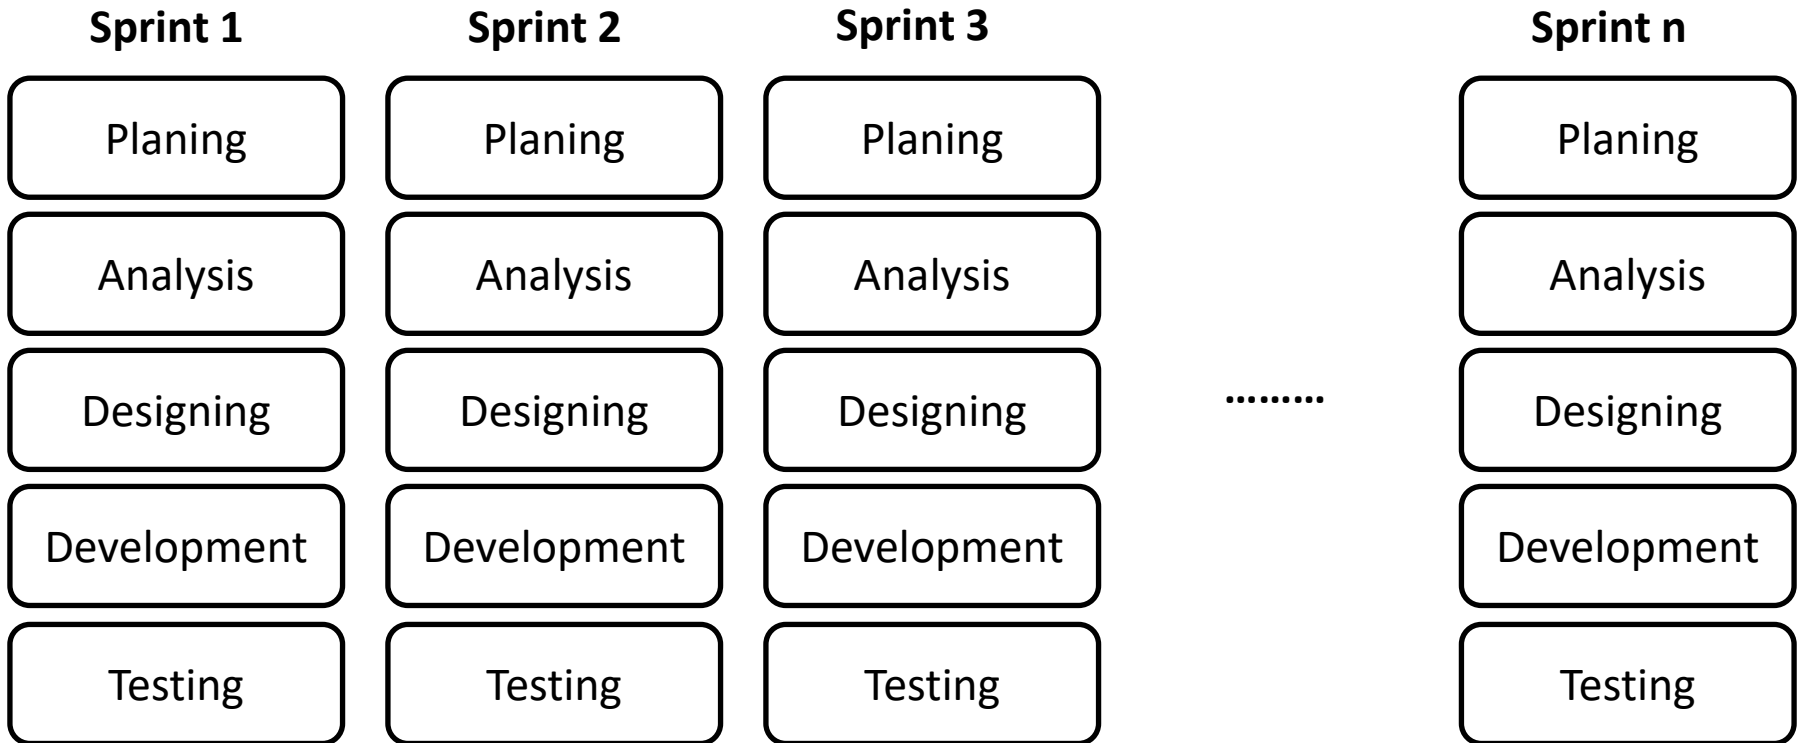 Sprint 1 Sprint 2 Sprint 3 Sprint n
Planing Planing Planing Planing
Analysis Analysis Analysis Analysis
Designing Designing Designing ......... Designing
Development Development Development Development
Testing Testing Testing Testing